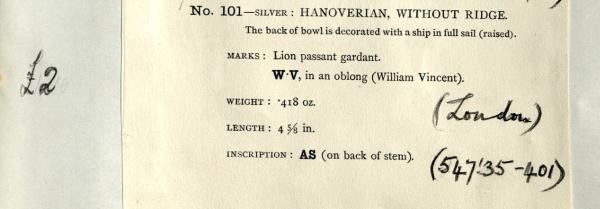 No. 101—SILVER: HANOVERIAN, WITHOUT RIDGE.
The back of bowl is decorated with a ship in full sail (raised).
MARKS: Lion passant gardant.
W·V, in an oblong (William Vincent).
£2
WEIGHT: ·418 oz.
(London)
LENGTH: 4 ⅝ in.
INSCRIPTION: AS (on back of stem).
(547'35-401)